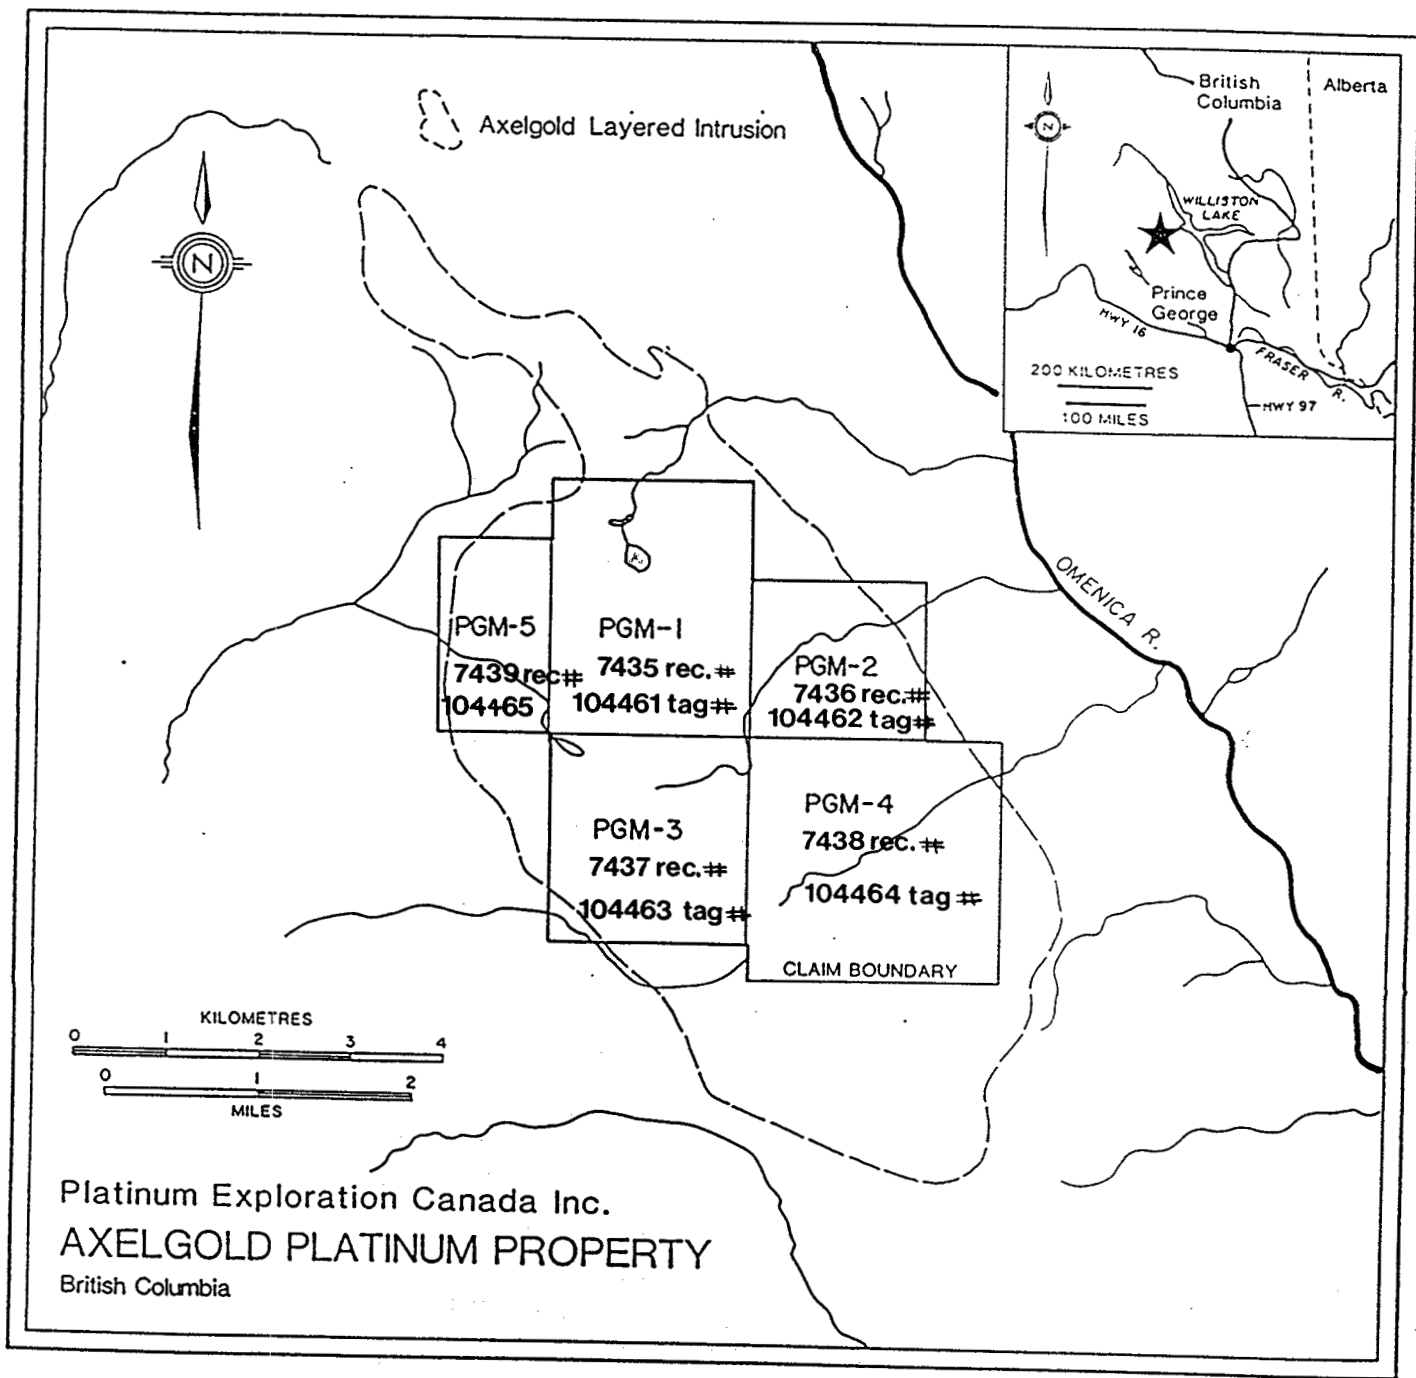 Axelgold Layered Intrusion
N
British
Columbia
Alberta
N
WILLISTON
LAKE
Prince
George
HWY 16
FRASER
R.
200 KILOMETRES
100 MILES
HWY 97
OMENICA R.
PGM-5
7439 rec#
104465
PGM-1
7435 rec.#
104461 tag#
PGM-2
7436 rec.#
104462 tag#
PGM-3
7437 rec.#
104463 tag#
PGM-4
7438 rec.#
104464 tag#
CLAIM BOUNDARY
KILOMETRES
0 1 2 3 4
0 1 2
MILES
Platinum Exploration Canada Inc.
AXELGOLD PLATINUM PROPERTY
British Columbia